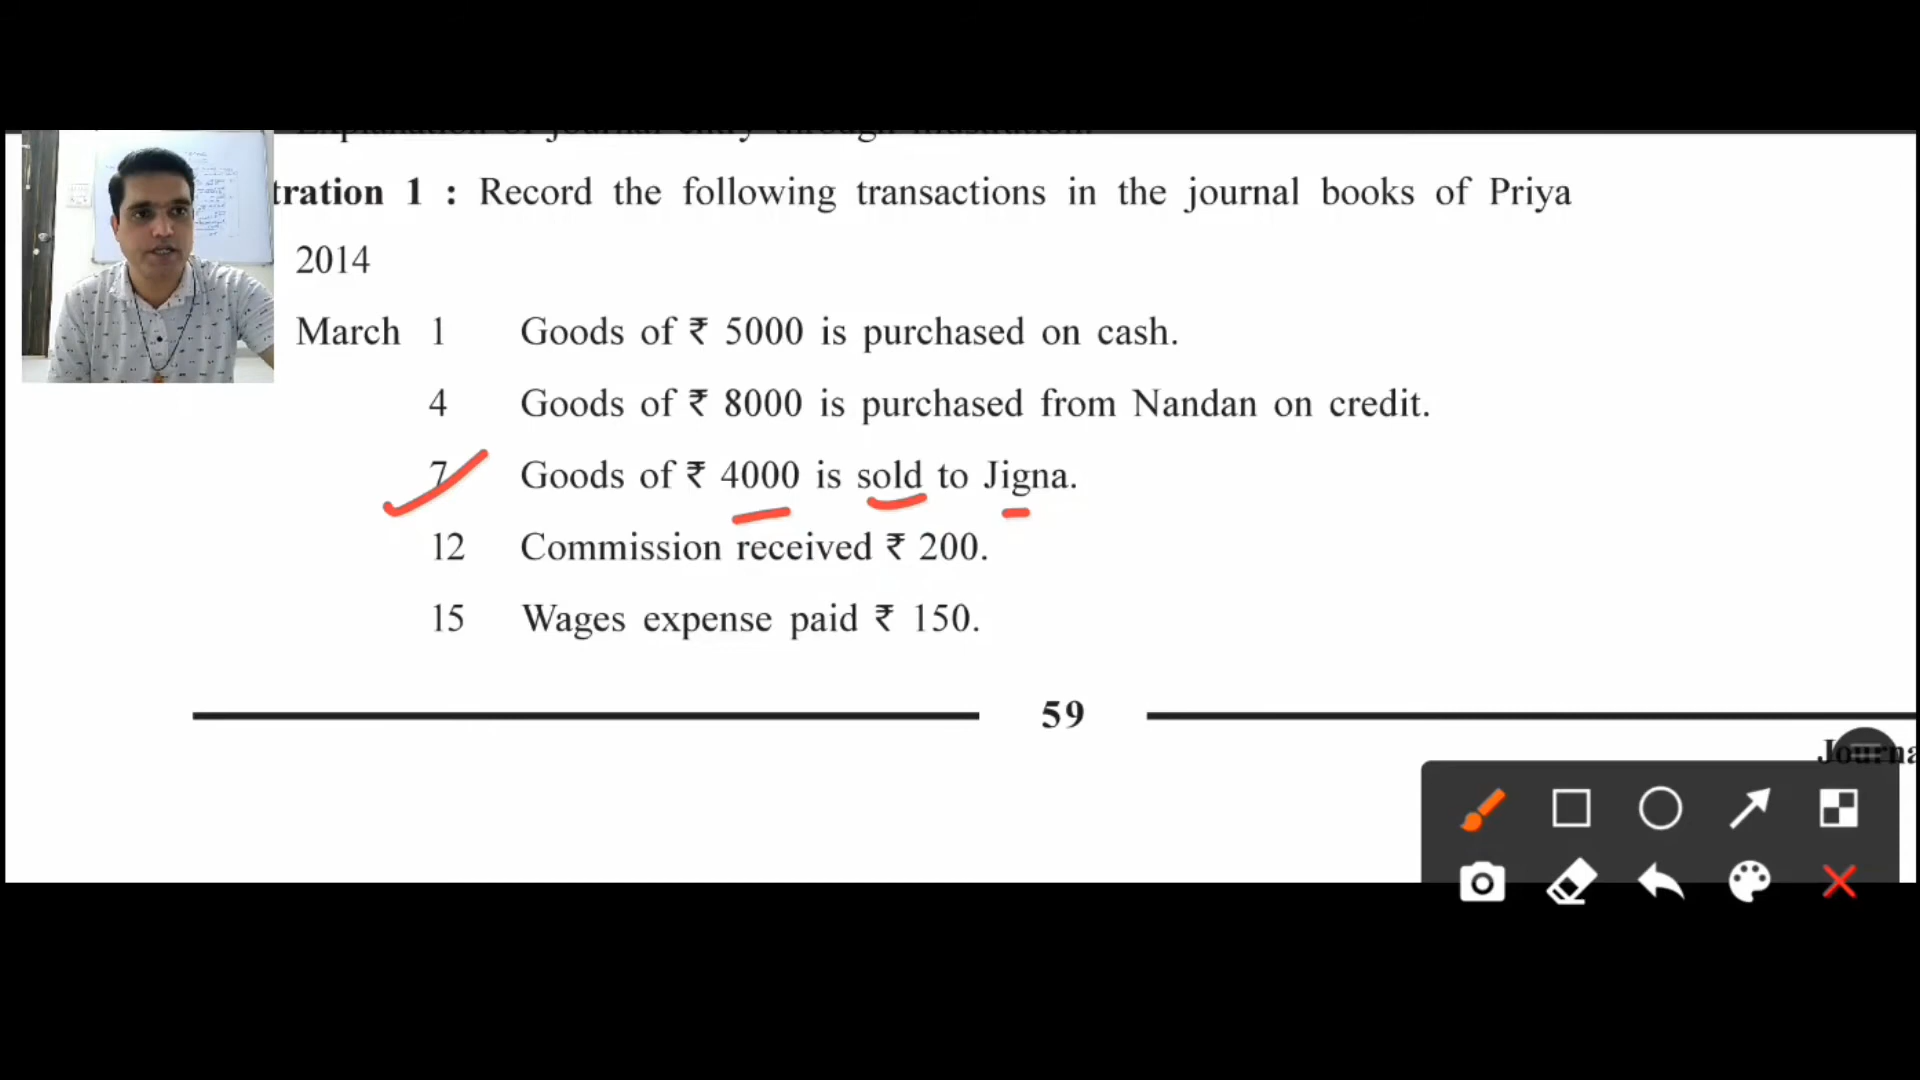 tration 1 : Record the following transactions in the journal books of Priya
2014
March 1 Goods of ₹ 5000 is purchased on cash.
4 Goods of ₹ 8000 is purchased from Nandan on credit.
7 Goods of ₹ 4000 is sold to Jigna.
12 Commission received ₹ 200.
15 Wages expense paid ₹ 150.
59